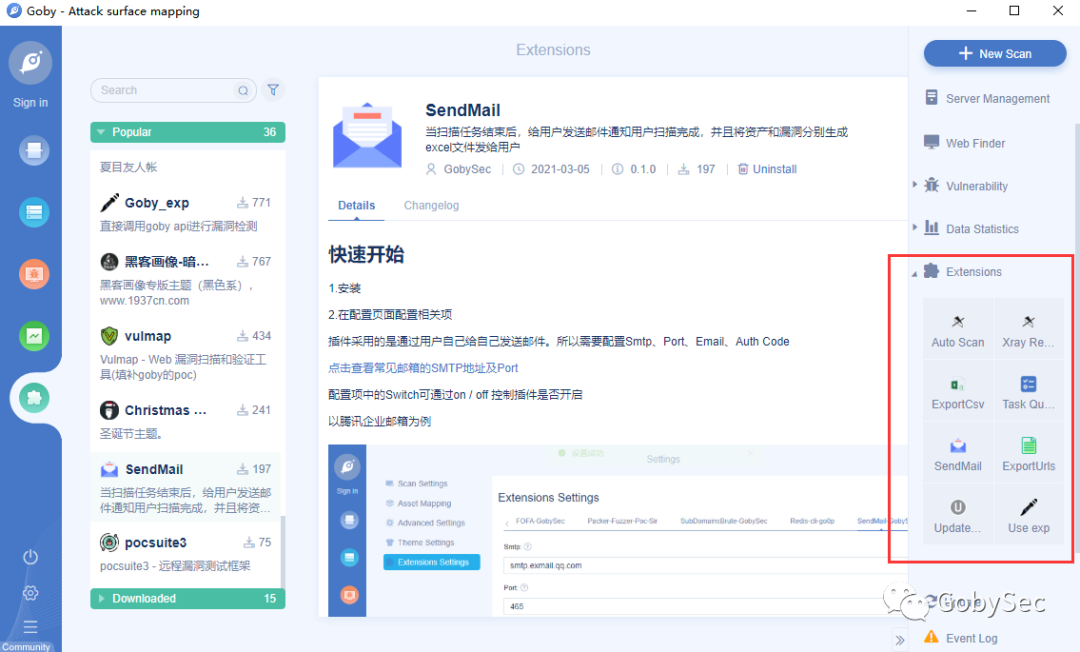 Goby - Attack surface mapping
Sign in
Community
Extensions
Search
Popular 36
夏目友人帐
Goby_exp 771
直接调用goby api进行漏洞检测
黑客画像-暗... 767
黑客画像专版主题（黑色系），
www.1937cn.com
vulmap 434
Vulmap - Web 漏洞扫描和验证工
具(填补goby的poc)
Christmas ... 241
圣诞节主题。
SendMail 197
当扫描任务结束后，给用户发送邮
件通知用户扫描完成，并且将资...
pocsuite3 75
pocsuite3 - 远程漏洞测试框架
Downloaded 15
SendMail
当扫描任务结束后，给用户发送邮件通知用户扫描完成，并且将资产和漏洞分别生成
excel文件发给用户
GobySec 2021-03-05 0.1.0 197 Uninstall
Details Changelog
快速开始
1.安装
2.在配置页面配置相关项
插件采用的是通过用户自己给自己发送邮件。所以需要配置Smtp、Port、Email、Auth Code
点击查看常见邮箱的SMTP地址及Port
配置项中的Switch可通过on / off 控制插件是否开启
以腾讯企业邮箱为例
Sign in
设置成功
Settings
Scan Settings
Asset Mapping
Advanced Settings
Theme Settings
Extensions Settings
Extensions Settings
FOFA-GobySec Packer-Fuzzer-Poc-Sir SubDomainsBrute-GobySec Redis-cli-go0p SendMail-GobyS
Smtp:
smtp.exmail.qq.com
Port:
465
New Scan
Server Management
Web Finder
Vulnerability
Data Statistics
Extensions
Auto Scan Xray Re...
ExportCsv Task Qu...
SendMail ExportUrls
Update... Use exp
GobySec
Event Log